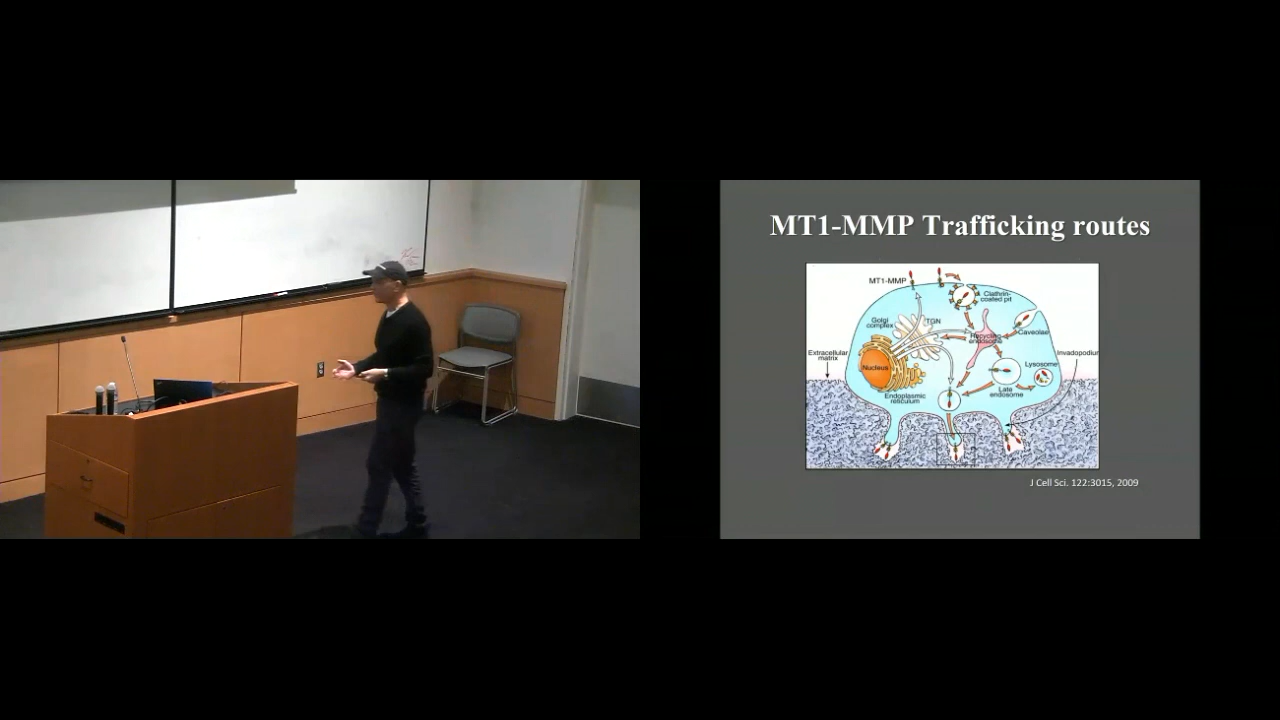 MT1-MMP Trafficking routes
MT1-MMP
Clathrin-
coated pit
Golgi
complex
TGN
Recycling
endosome
Caveolae
Extracellular
matrix
Invadopodium
Nucleus
Lysosome
Endoplasmic
reticulum
Late
endosome
J Cell Sci. 122:3015, 2009